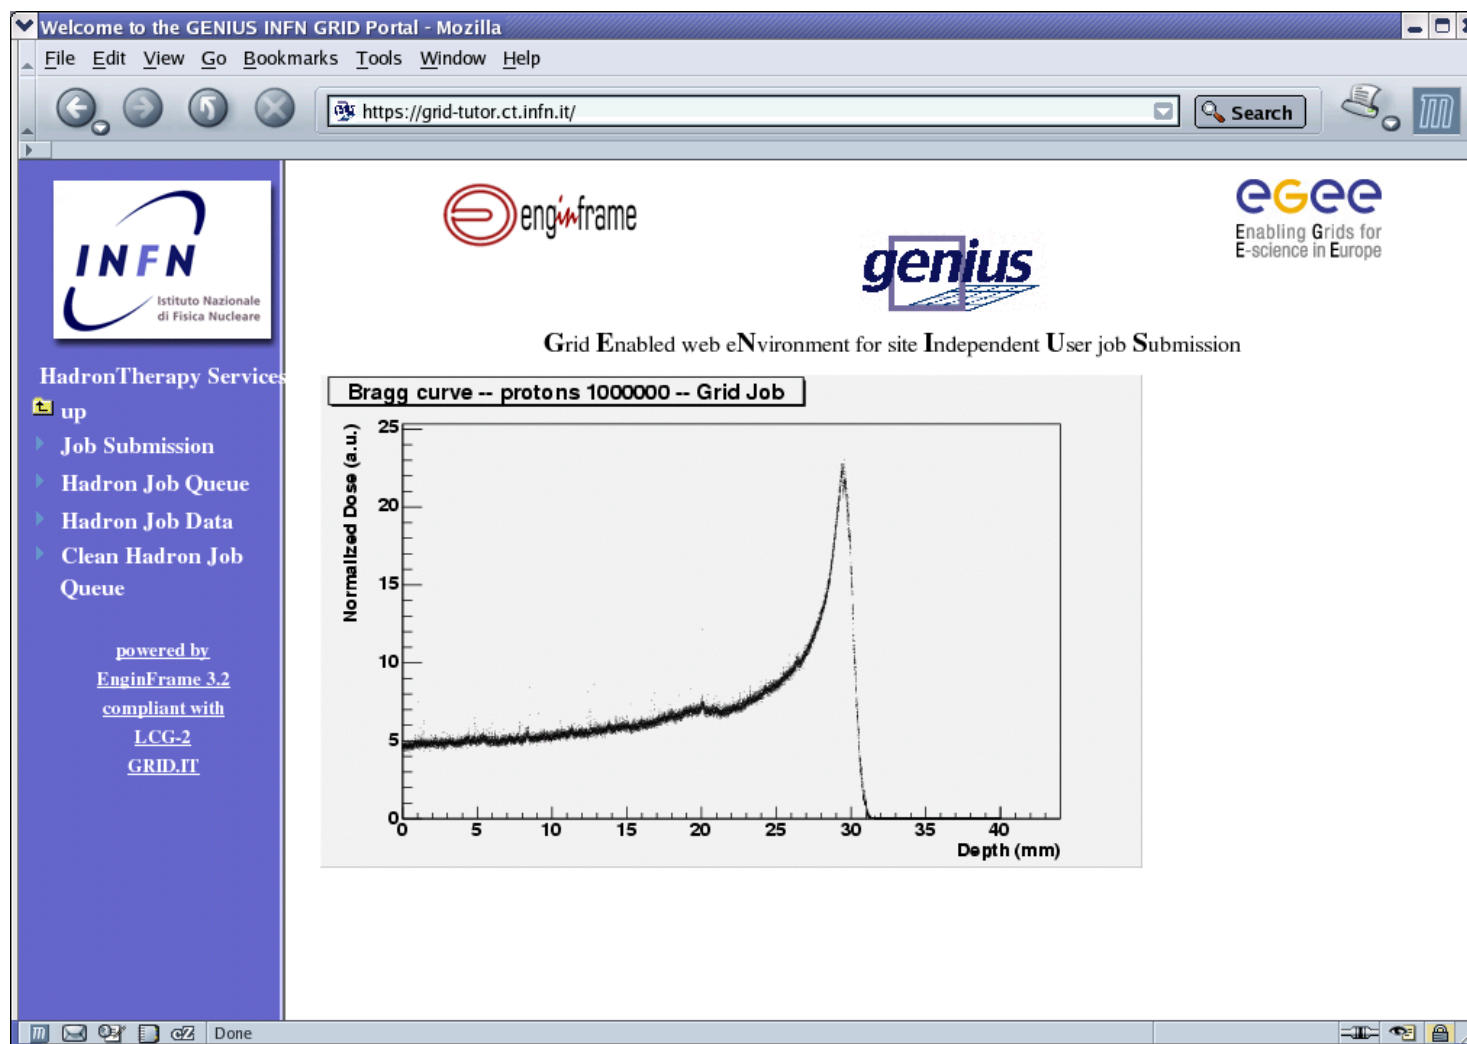 Welcome to the GENIUS INFN GRID Portal - Mozilla
File Edit View Go Bookmarks Tools Window Help
https://grid-tutor.ct.infn.it/
Search
INFN
Istituto Nazionale
di Fisica Nucleare
enginframe
genius
egee
Enabling Grids for
E-science in Europe
Grid Enabled web eNvironment for site Independent User job Submission
HadronTherapy Services
up
Job Submission
Hadron Job Queue
Hadron Job Data
Clean Hadron Job
Queue
powered by
EnginFrame 3.2
compliant with
LCG-2
GRID.IT
Bragg curve -- protons 1000000 -- Grid Job
Normalized Dose (a.u.)
25
20
15
10
5
0
0 5 10 15 20 25 30 35 40
Depth (mm)
Done